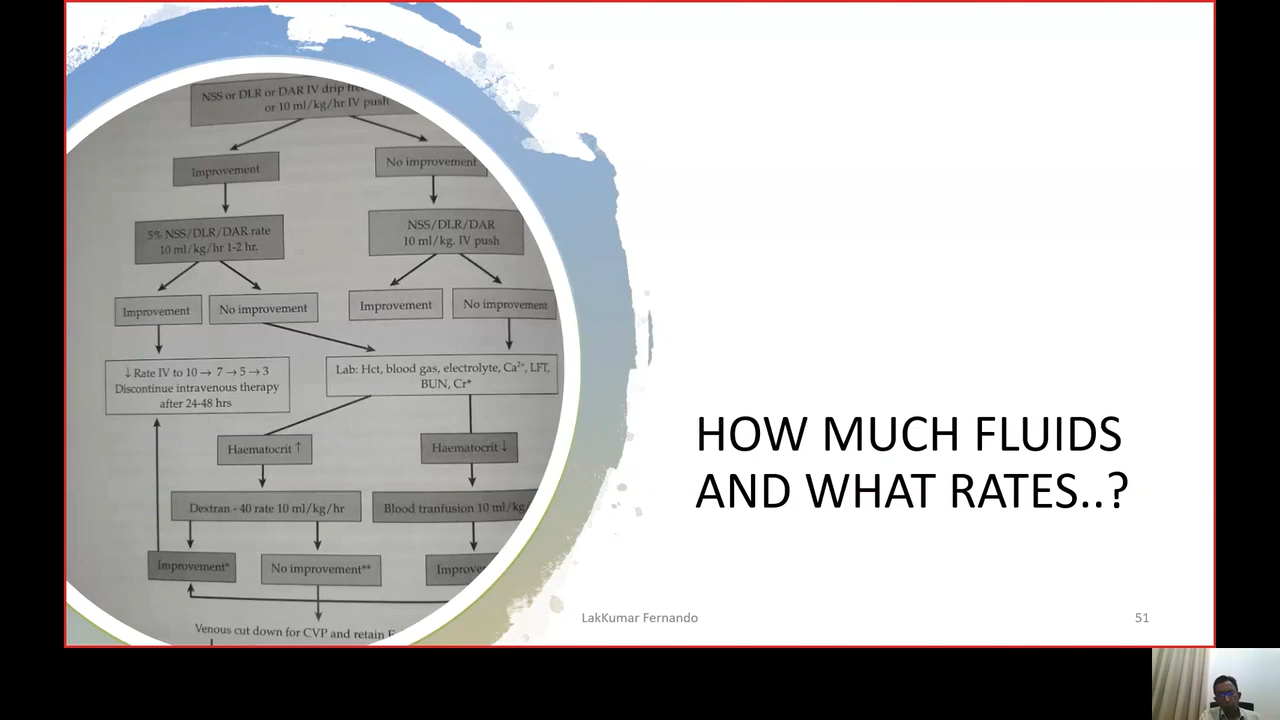 NSS or DLR or DAR IV drip
or 10 ml/kg/hr IV push
Improvement
No improvement
5% NSS/DLR/DAR rate
10 ml/kg/hr 1-2 hr.
NSS/DLR/DAR
10 ml/kg. IV push
Improvement
No improvement
Improvement
No improvement
↓ Rate IV to 10 → 7 → 5 → 3
Discontinue intravenous therapy
after 24-48 hrs
Lab: Hct, blood gas, electrolyte, Ca²⁺, LFT,
BUN, Cr*
Haematocrit ↑
Haematocrit ↓
Dextran - 40 rate 10 ml/kg/hr
Blood tranfusion 10 ml/kg
Improvement*
No improvement**
Venous cut down for CVP and retain
HOW MUCH FLUIDS
AND WHAT RATES..?
LakKumar Fernando
51